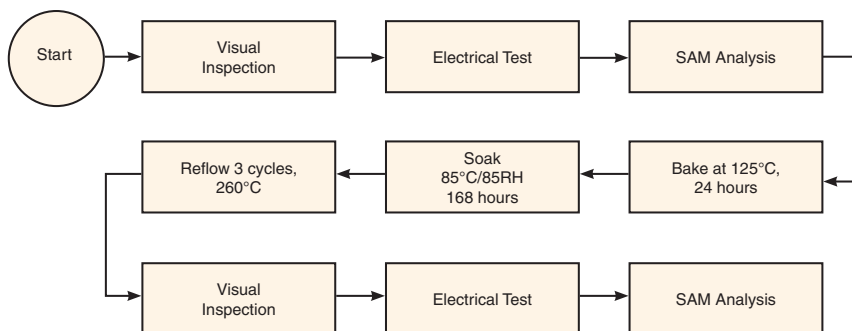 Start
Visual
Inspection
Electrical Test
SAM Analysis
Reflow 3 cycles,
260°C
Soak
85°C/85RH
168 hours
Bake at 125°C,
24 hours
Visual
Inspection
Electrical Test
SAM Analysis